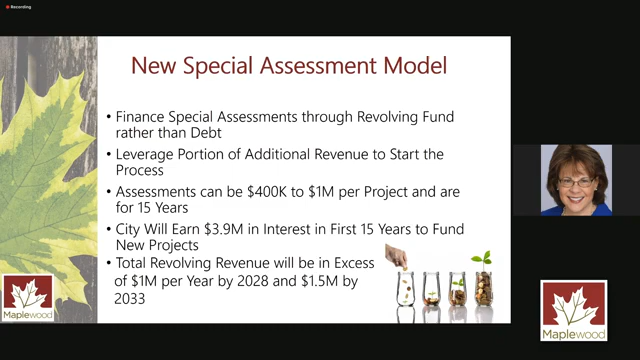 Recording
New Special Assessment Model
• Finance Special Assessments through Revolving Fund
rather than Debt
• Leverage Portion of Additional Revenue to Start the
Process
• Assessments can be $400K to $1M per Project and are
for 15 Years
• City Will Earn $3.9M in Interest in First 15 Years to Fund
New Projects
• Total Revolving Revenue will be in Excess
of $1M per Year by 2028 and $1.5M by
2033
Maplewood
Maplewood